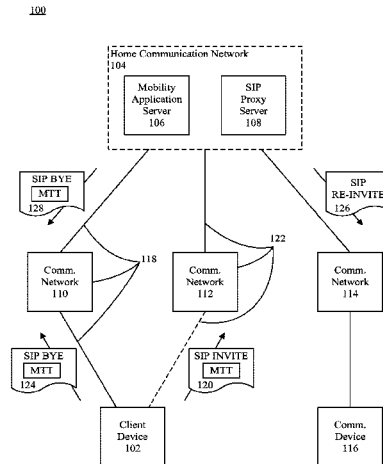 100
Home Communication Network
104
Mobility
Application
Server
106
SIP
Proxy
Server
108
SIP BYE
MTT
128
SIP
RE-INVITE
126
118
122
Comm.
Network
110
Comm.
Network
112
Comm.
Network
114
SIP BYE
MTT
124
SIP INVITE
MTT
120
Client
Device
102
Comm.
Device
116